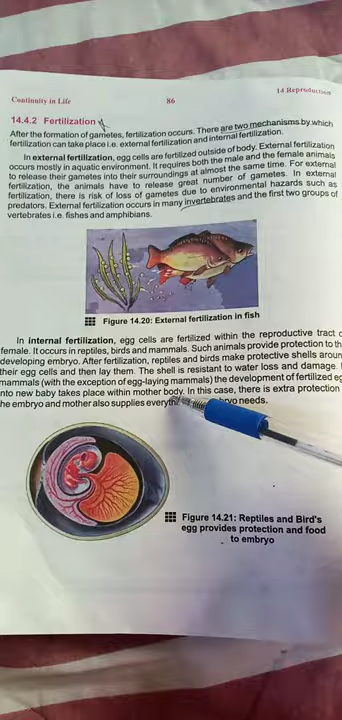 Continuity in Life 86 14 Reproduction
14.4.2 Fertilization
After the formation of gametes, fertilization occurs. There are two mechanisms by which
fertilization can take place i.e. external fertilization and internal fertilization.
In external fertilization, egg cells are fertilized outside of body. External fertilization
occurs mostly in aquatic environment. It requires both the male and the female animals
to release their gametes into their surroundings at almost the same time. For external
fertilization, the animals have to release great number of gametes. In external
fertilization, there is risk of loss of gametes due to environmental hazards such as
predators. External fertilization occurs in many invertebrates and the first two groups of
vertebrates i.e. fishes and amphibians.
Figure 14.20: External fertilization in fish
In internal fertilization, egg cells are fertilized within the reproductive tract
female. It occurs in reptiles, birds and mammals. Such animals provide protection to th
developing embryo. After fertilization, reptiles and birds make protective shells aroun
their egg cells and then lay them. The shell is resistant to water loss and damage.
mammals (with the exception of egg-laying mammals) the development of fertilized eg
nto new baby takes place within mother body. In this case, there is extra protection
he embryo and mother also supplies everyth bryo needs.
Figure 14.21: Reptiles and Bird's
egg provides protection and food
to embryo